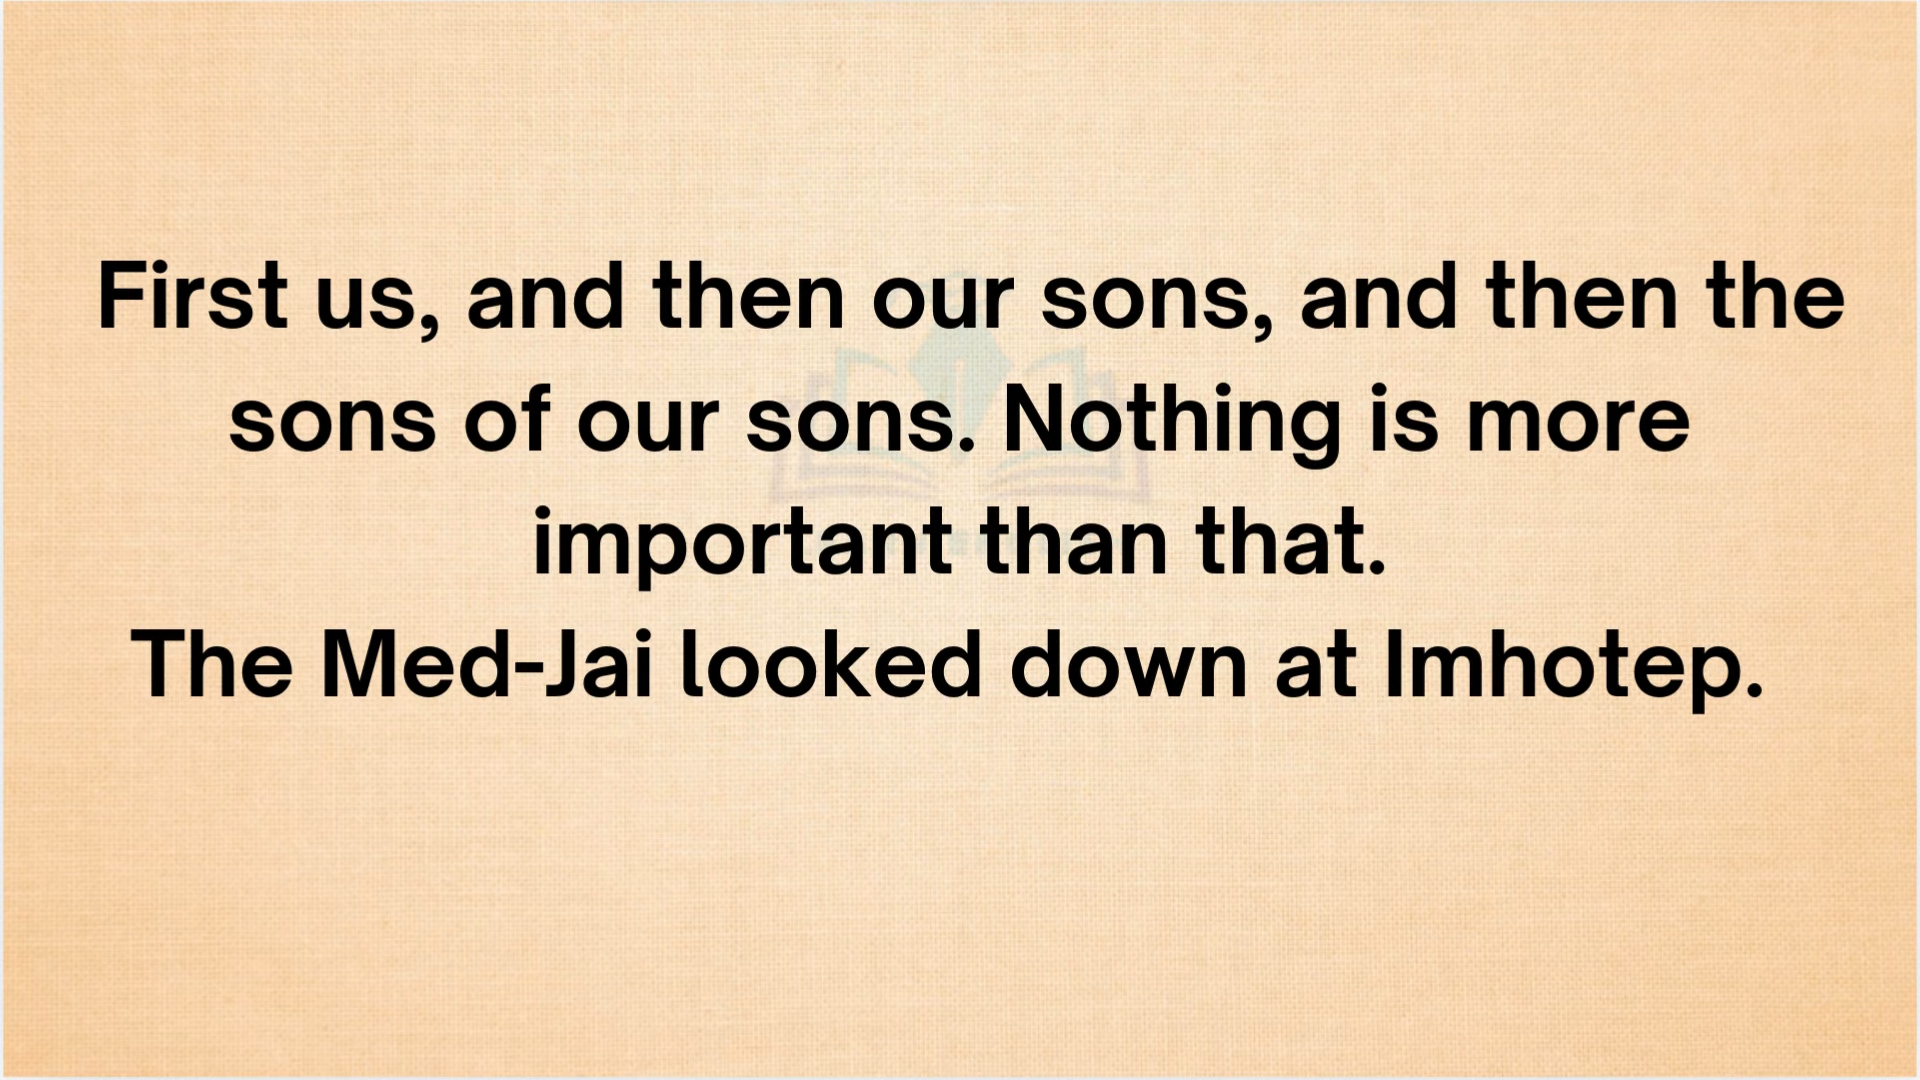 First us, and then our sons, and then the
sons of our sons. Nothing is more
important than that.
The Med-Jai looked down at Imhotep.